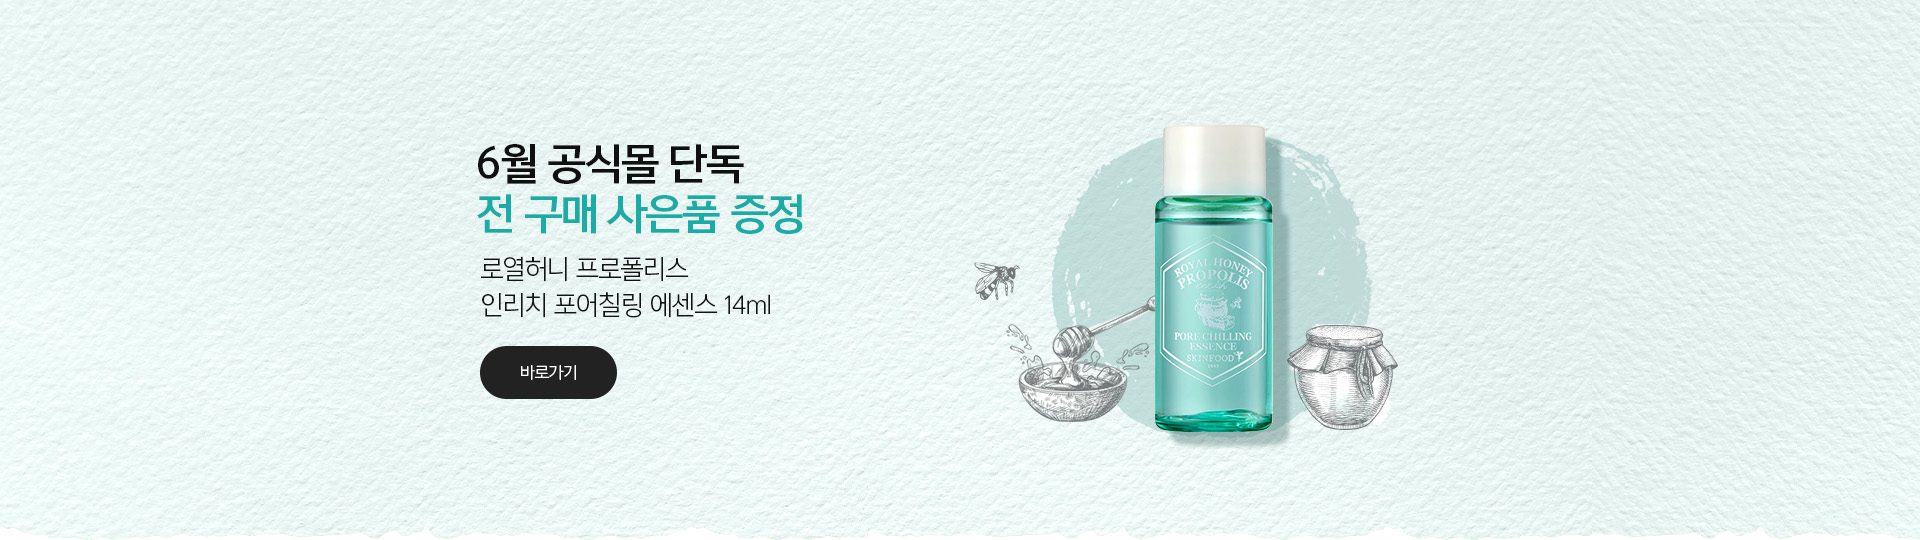 6월 공식몰 단독
전 구매 사은품 증정
로열허니 프로폴리스
인리치 포어칠링 에센스 14ml
바로가기
ROYAL HONEY
PROPOLIS
PORE CHILLING
ESSENCE
SKINFOOD